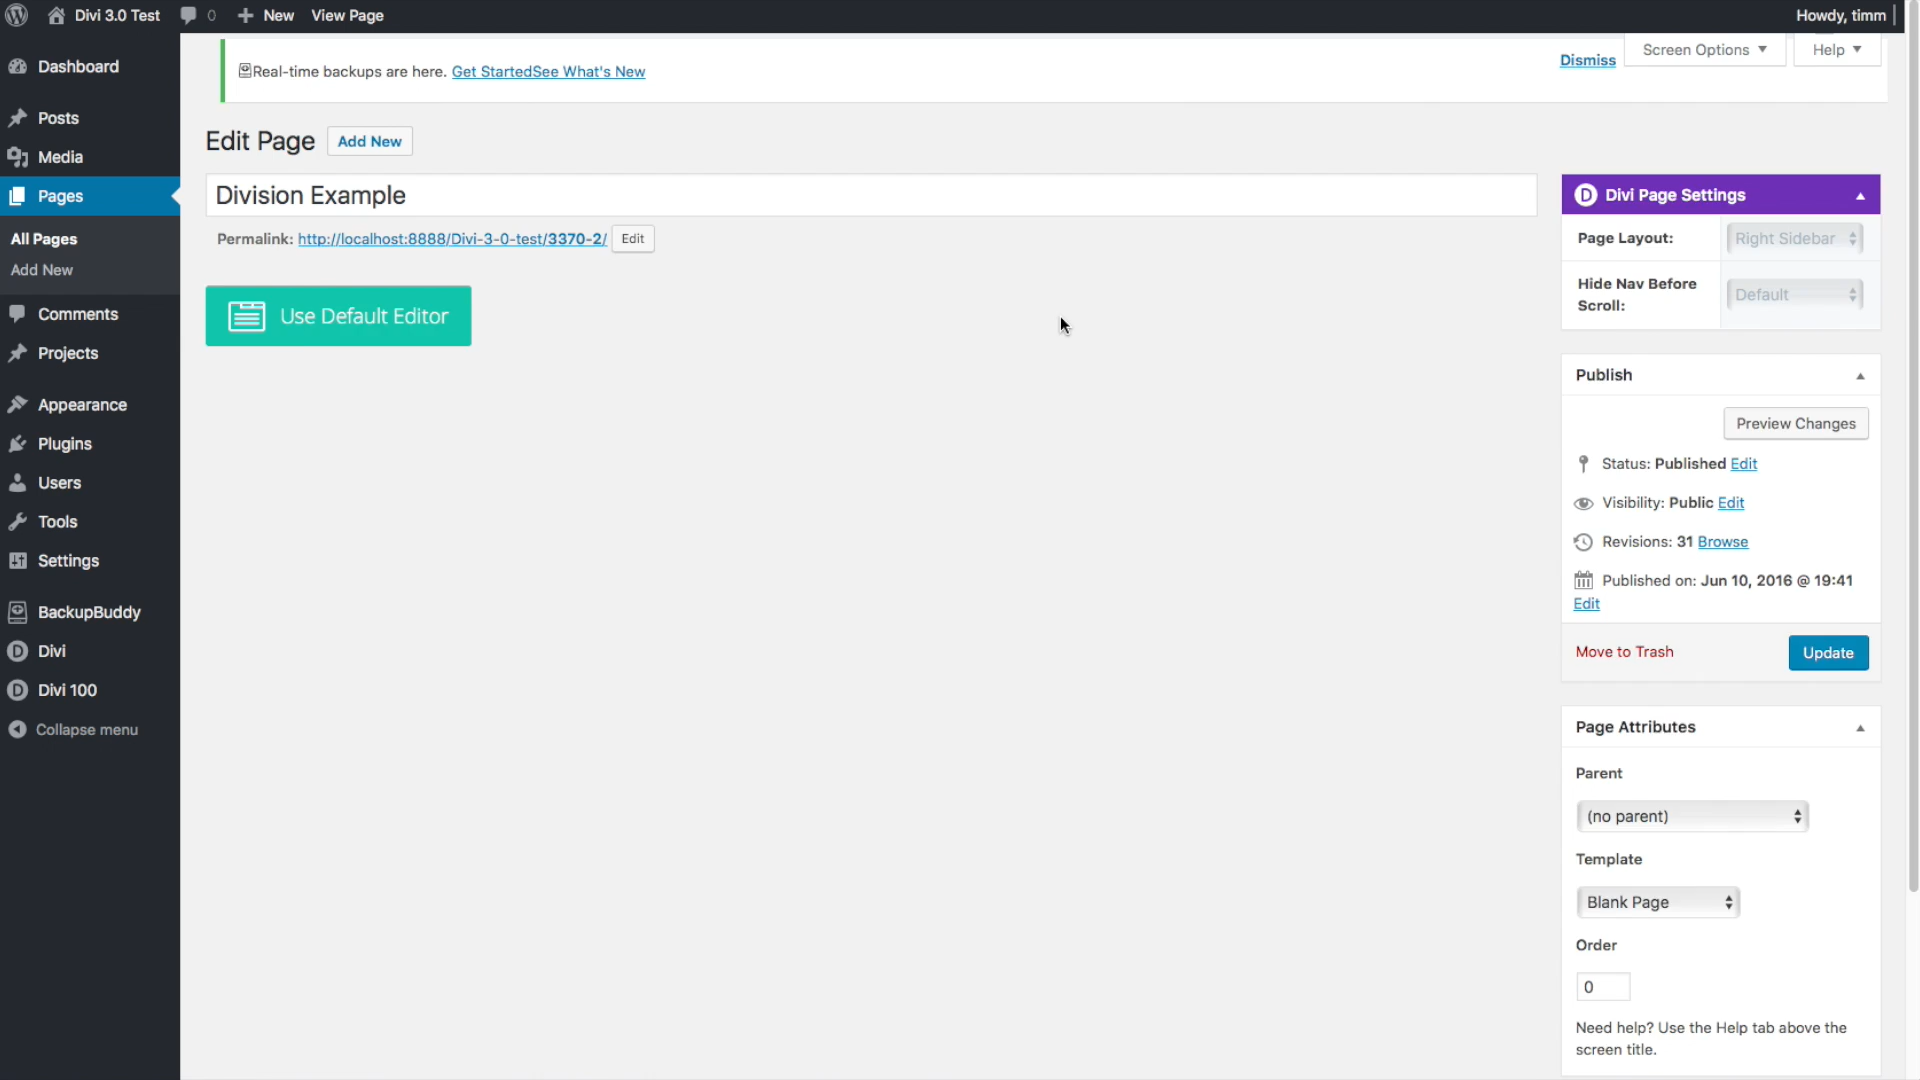 Divi 3.0 Test 0 New View Page Howdy, timm
Dashboard
Posts
Media
Pages
All Pages
Add New
Comments
Projects
Appearance
Plugins
Users
Tools
Settings
BackupBuddy
Divi
Divi 100
Collapse menu
Real-time backups are here. Get StartedSee What's New
Dismiss
Screen Options
Help
Edit Page Add New
Division Example
Permalink: http://localhost:8888/Divi-3-0-test/3370-2/ Edit
Use Default Editor
Divi Page Settings
Page Layout: Right Sidebar
Hide Nav Before
Scroll:
Default
Publish
Preview Changes
Status: Published Edit
Visibility: Public Edit
Revisions: 31 Browse
Published on: Jun 10, 2016 @ 19:41
Edit
Move to Trash Update
Page Attributes
Parent
(no parent)
Template
Blank Page
Order
0
Need help? Use the Help tab above the
screen title.